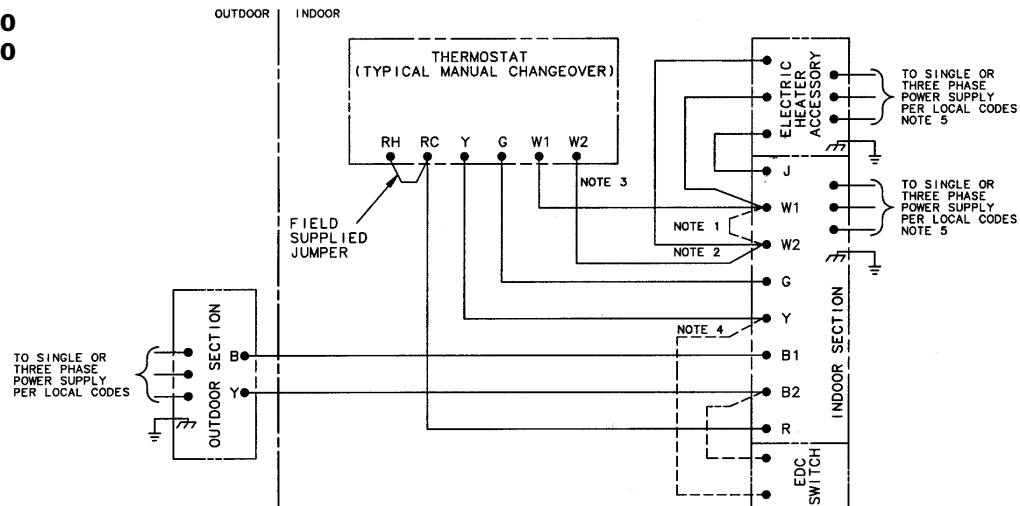 0
0
OUTDOOR
INDOOR
THERMOSTAT
(TYPICAL MANUAL CHANGEOVER)
RH
RC
Y
G
W1
W2
NOTE 3
FIELD
SUPPLIED
JUMPER
ELECTRIC
HEATER
ACCESSORY
TO SINGLE OR
THREE PHASE
POWER SUPPLY
PER LOCAL CODES
NOTE 5
J
W1
NOTE 1
W2
NOTE 2
G
Y
NOTE 4
B1
B2
R
TO SINGLE OR
THREE PHASE
POWER SUPPLY
PER LOCAL CODES
NOTE 5
INDOOR SECTION
EDC
SWITCH
TO SINGLE OR
THREE PHASE
POWER SUPPLY
PER LOCAL CODES
OUTDOOR SECTION
B
Y